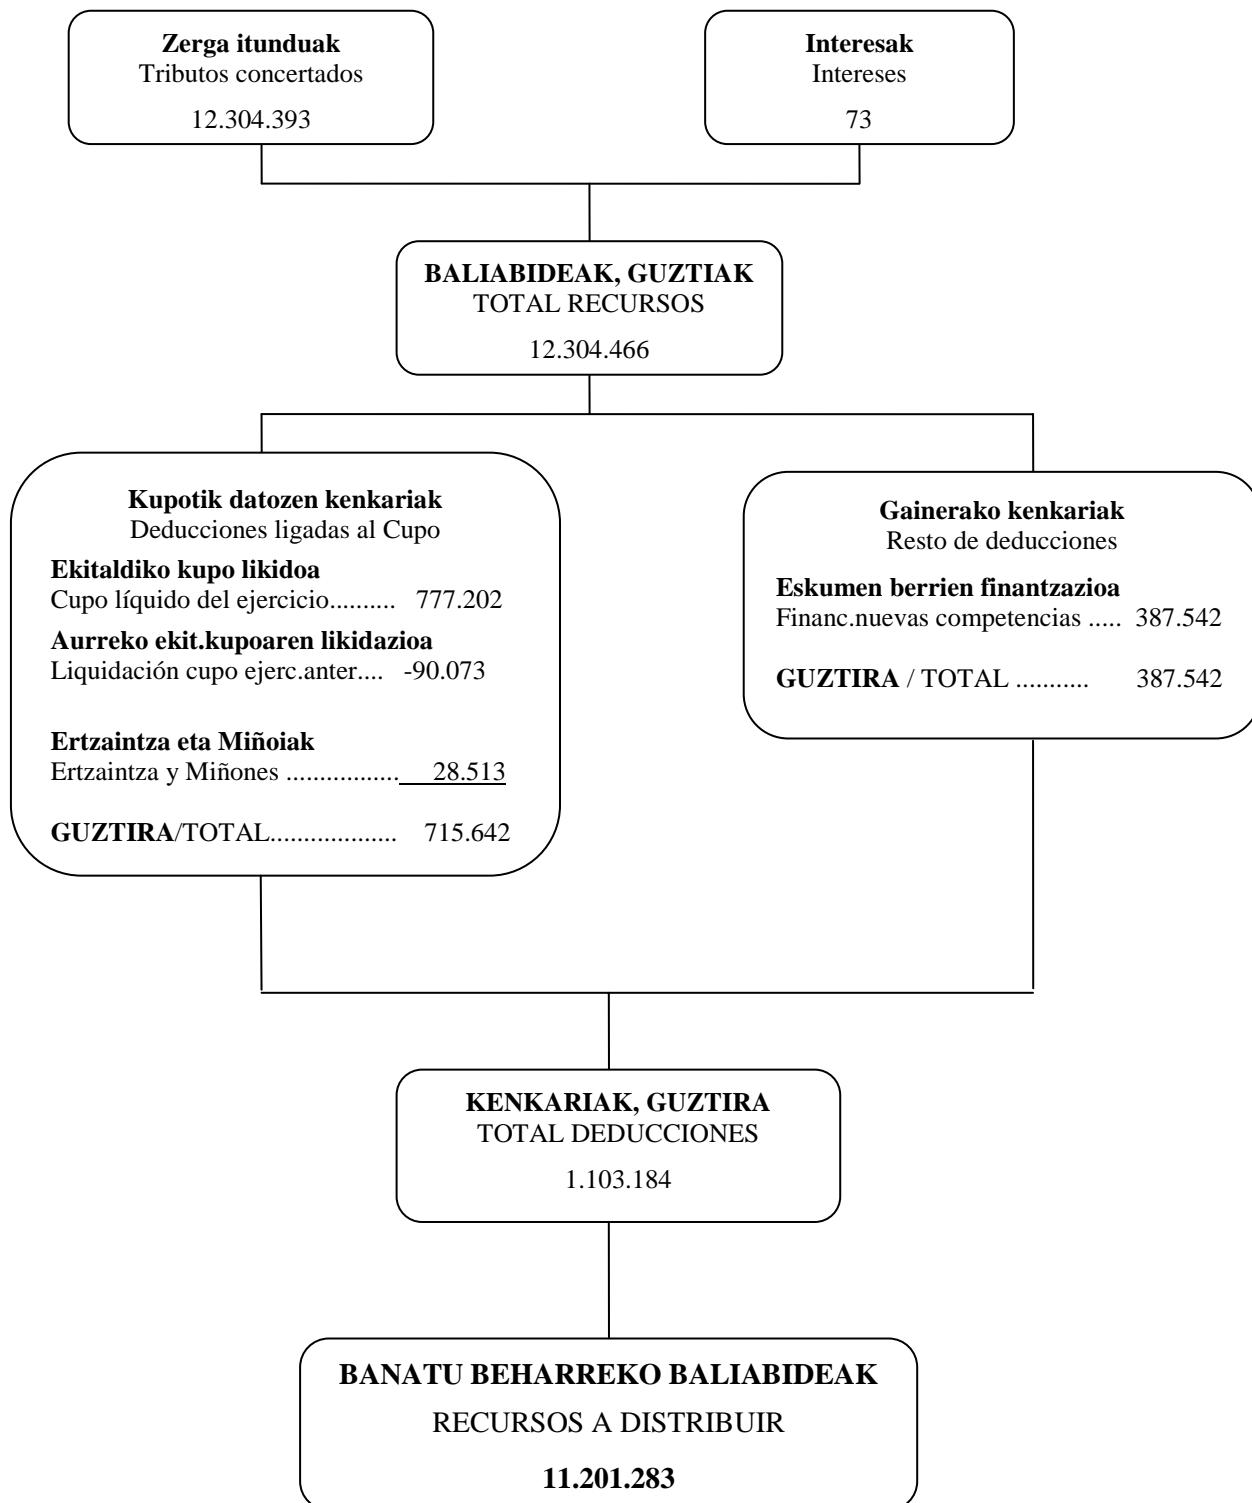 Zerga itunduak
Tributos concertados
12.304.393
Interesak
Intereses
73
BALIABIDEAK, GUZTIAK
TOTAL RECURSOS
12.304.466
Kupotik datozen kenkariak
Deducciones ligadas al Cupo
Ekitaldiko kupo likidoa
Cupo líquido del ejercicio.......... 777.202
Aurreko ekit.kupoaren likidazioa
Liquidación cupo ejerc.anter.... -90.073
Ertzaintza eta Miñoiak
Ertzaintza y Miñones ................. 28.513
GUZTIRA/TOTAL................... 715.642
Gainerako kenkariak
Resto de deducciones
Eskumen berrien finantzazioa
Financ.nuevas competencias ..... 387.542
GUZTIRA / TOTAL ........... 387.542
KENKARIAK, GUZTIRA
TOTAL DEDUCCIONES
1.103.184
BANATU BEHARREKO BALIABIDEAK
RECURSOS A DISTRIBUIR
11.201.283